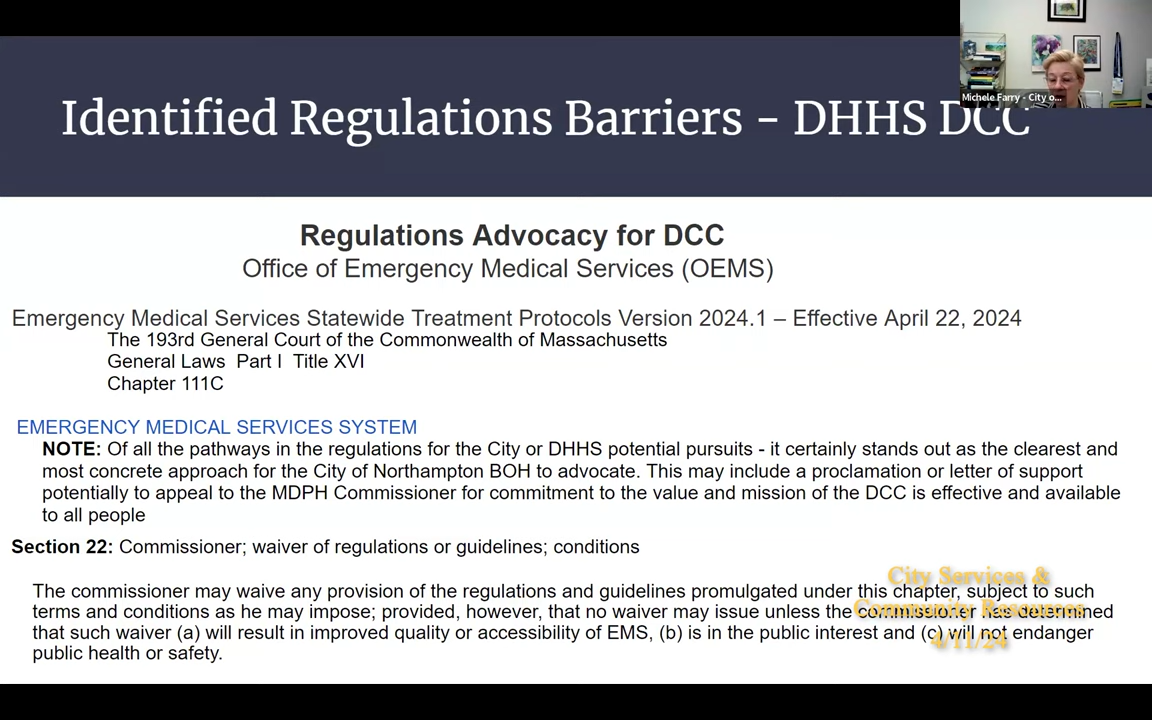 Identified Regulations Barriers - DHHS DCC
Michele Farry - City o...
Regulations Advocacy for DCC
Office of Emergency Medical Services (OEMS)
Emergency Medical Services Statewide Treatment Protocols Version 2024.1 – Effective April 22, 2024
The 193rd General Court of the Commonwealth of Massachusetts
General Laws Part I Title XVI
Chapter 111C
EMERGENCY MEDICAL SERVICES SYSTEM
NOTE: Of all the pathways in the regulations for the City or DHHS potential pursuits - it certainly stands out as the clearest and
most concrete approach for the City of Northampton BOH to advocate. This may include a proclamation or letter of support
potentially to appeal to the MDPH Commissioner for commitment to the value and mission of the DCC is effective and available
to all people
Section 22: Commissioner; waiver of regulations or guidelines; conditions
The commissioner may waive any provision of the regulations and guidelines promulgated under this chapter, subject to such
terms and conditions as he may impose; provided, however, that no waiver may issue unless the commissioner has determined
that such waiver (a) will result in improved quality or accessibility of EMS, (b) is in the public interest and (c) will not endanger
public health or safety.
City Services &
Community Resources
4/11/24